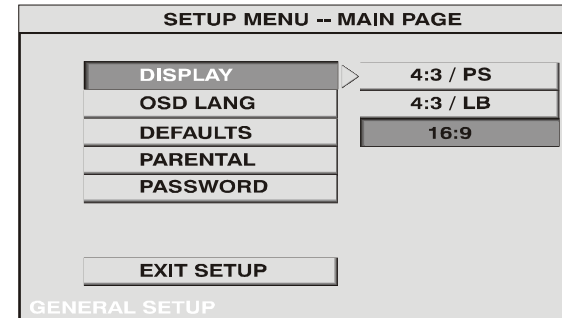 SETUP MENU -- MAIN PAGE
DISPLAY
4:3 / PS
OSD LANG
4:3 / LB
DEFAULTS
16:9
PARENTAL
PASSWORD
EXIT SETUP
GENERAL SETUP